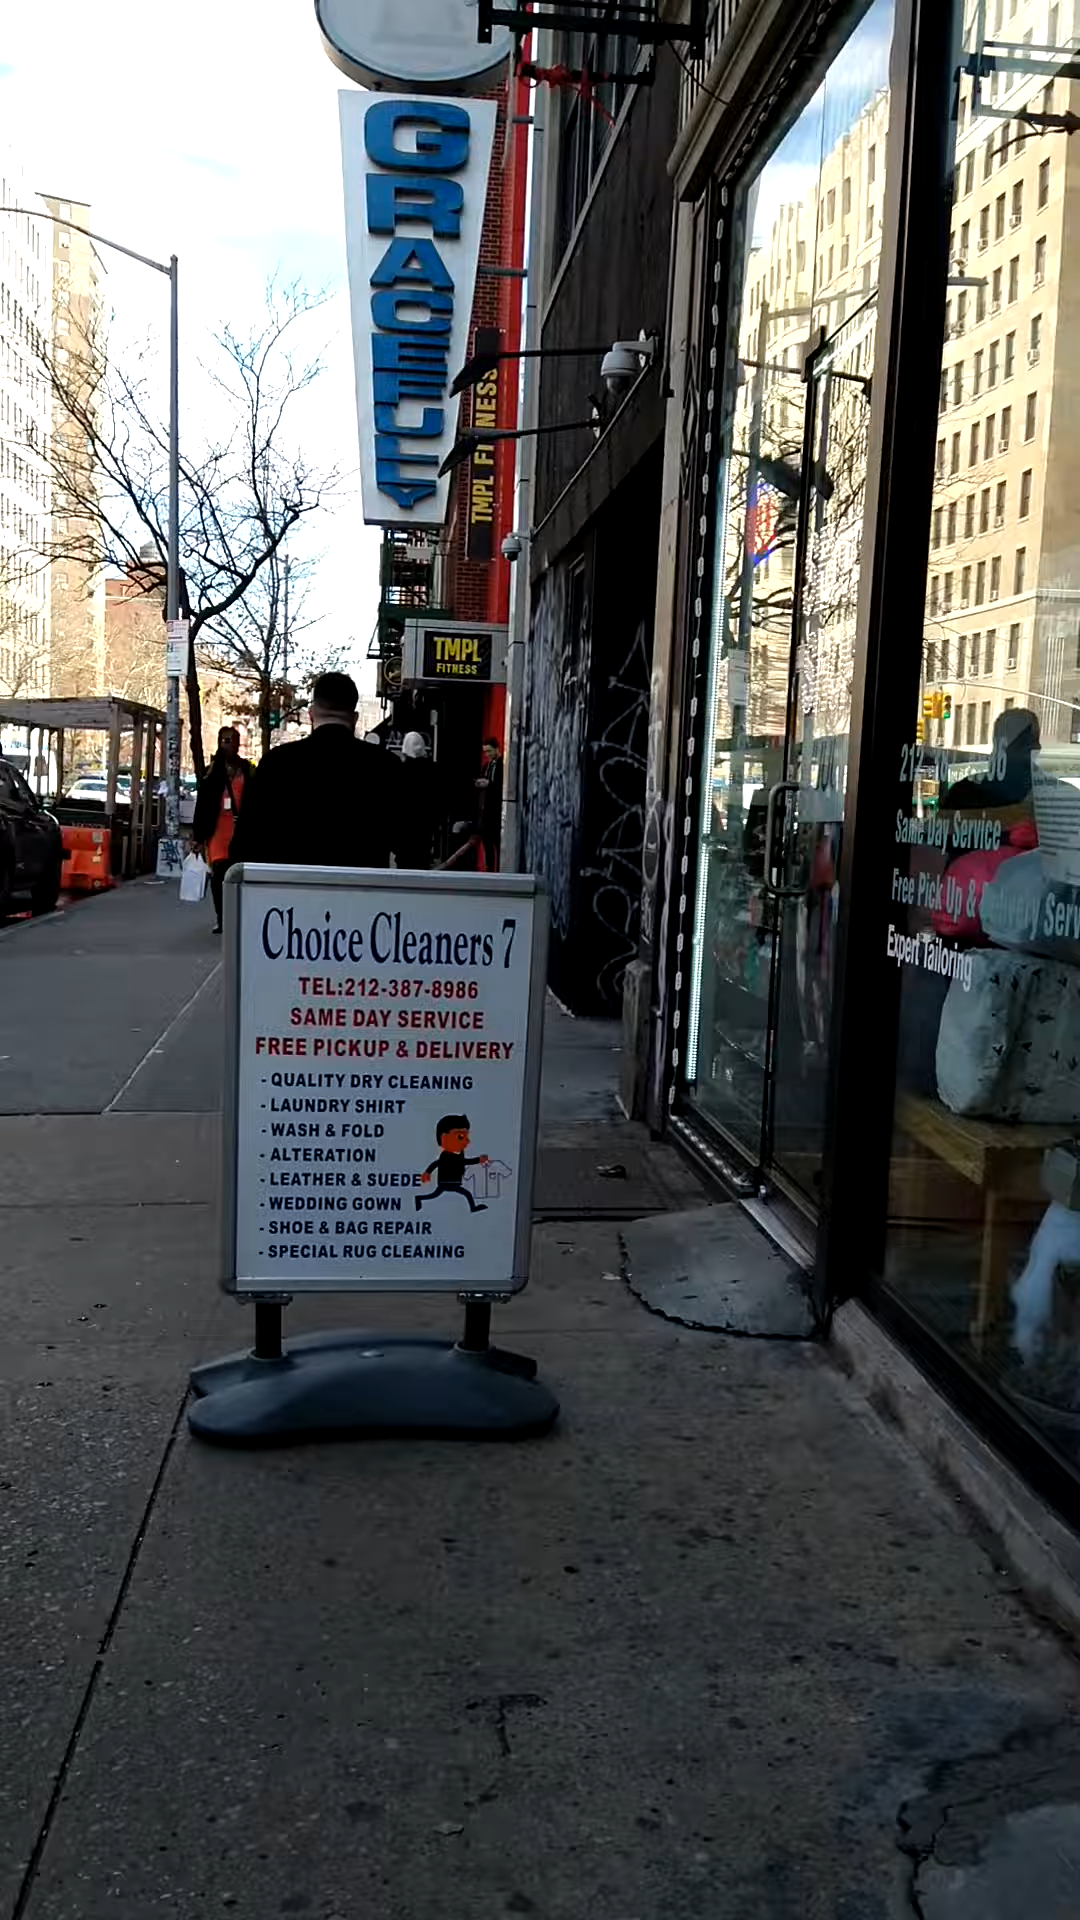 GRACEFULLY
TMPL FITNESS
TMPL
FITNESS
Choice Cleaners 7
TEL:212-387-8986
SAME DAY SERVICE
FREE PICKUP & DELIVERY
- QUALITY DRY CLEANING
- LAUNDRY SHIRT
- WASH & FOLD
- ALTERATION
- LEATHER & SUEDE
- WEDDING GOWN
- SHOE & BAG REPAIR
- SPECIAL RUG CLEANING
Same Day Service
Free Pick Up &
Expert Tailoring